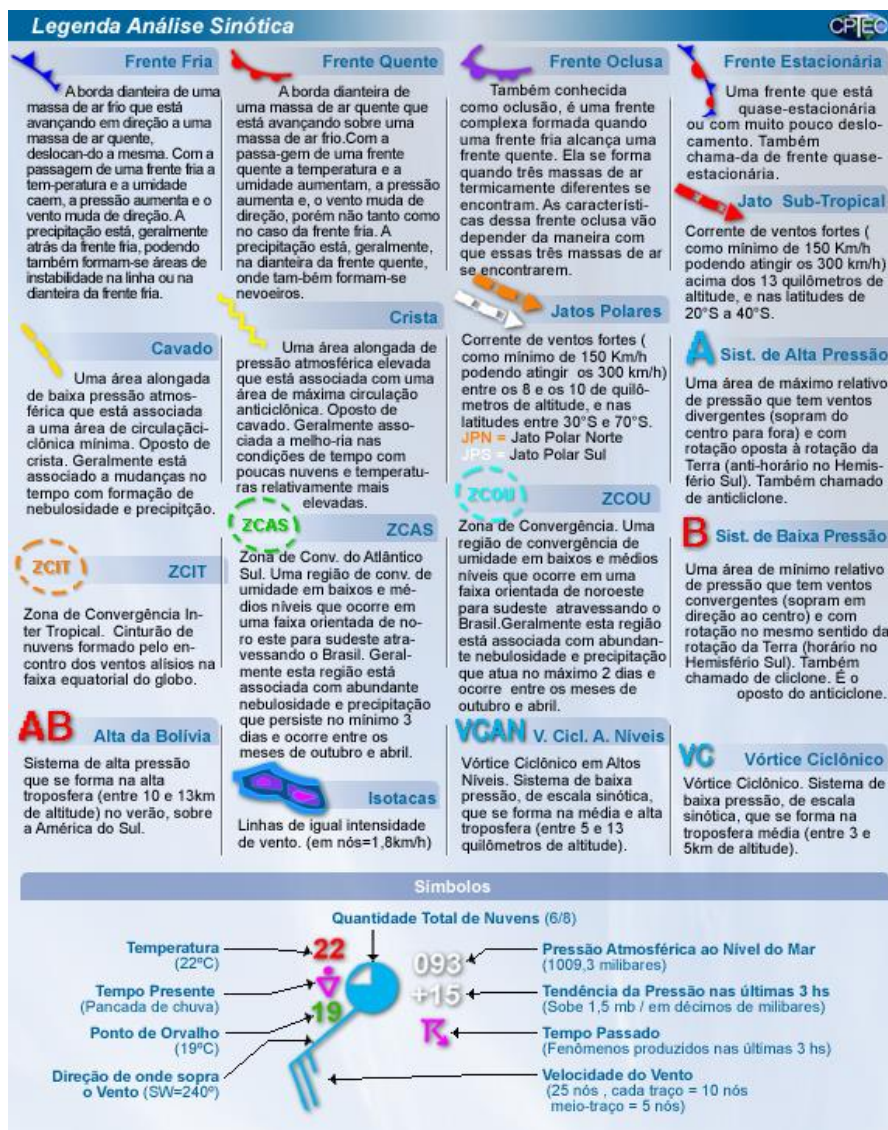 Legenda Análise Sinótica
CPTEC
Frente Fria
A borda dianteira de uma
massa de ar frio que está
avançando em direção a uma
massa de ar quente,
deslocan-do a mesma. Com a
passagem de uma frente fria a
tem-peratura e a umidade
caem, a pressão aumenta e o
vento muda de direção. A
precipitação está, geralmente
atrás da frente fria, podendo
também formam-se áreas de
instabilidade na linha ou na
dianteira da frente fria.
Cavado
Uma área alongada
de baixa pressão atmos-
férica que está associada
a uma área de circulaçãci-
clônica mínima. Oposto de
crista. Geralmente está
associado a mudanças no
tempo com formação de
nebulosidade e precipitção.
ZCIT
ZCIT
Zona de Convergência In-
ter Tropical. Cinturão de
nuvens formado pelo en-
contro dos ventos alísios na
faixa equatorial do globo.
AB
Alta da Bolívia
Sistema de alta pressão
que se forma na alta
troposfera (entre 10 e 13km
de altitude) no verão, sobre
a América do Sul.
Frente Quente
A borda dianteira de
uma massa de ar quente que
está avançando sobre uma
massa de ar frio.Com a
passa-gem de uma frente
quente a temperatura e a
umidade aumentam, a pressão
aumenta e, o vento muda de
direção, porém não tanto como
no caso da frente fria. A
precipitação está, geralmente,
na dianteira da frente quente,
onde tam-bém formam-se
nevoeiros.
Crista
Uma área alongada de
pressão atmosférica elevada
que está associada com uma
área de máxima circulação
anticiclônica. Oposto de
cavado. Geralmente asso-
ciada a melho-ria nas
condições de tempo com
poucas nuvens e temperatu-
ras relativamente mais
elevadas.
ZCAS
ZCAS
Zona de Conv. do Atlântico
Sul. Uma região de conv. de
umidade em baixos e mé-
dios níveis que ocorre em
uma faixa orientada de no-
ro este para sudeste atra-
vessando o Brasil. Geral-
mente esta região está
associada com abundante
nebulosidade e precipitação
que persiste no mínimo 3
dias e ocorre entre os
meses de outubro e abril.
Isotacas
Linhas de igual intensidade
de vento. (em nós=1,8km/h)
Frente Oclusa
Também conhecida
como oclusão, é uma frente
complexa formada quando
uma frente fria alcança uma
frente quente. Ela se forma
quando três massas de ar
termicamente diferentes se
encontram. As característi-
cas dessa frente oclusa vão
depender da maneira com
que essas três massas de ar
se encontrarem.
Jatos Polares
Corrente de ventos fortes (
como mínimo de 150 Km/h
podendo atingir os 300 km/h)
entre os 8 e os 10 de quilô-
metros de altitude, e nas
latitudes entre 30°S e 70°S.
JPN = Jato Polar Norte
JPS = Jato Polar Sul
ZCOU
ZCOU
Zona de Convergência. Uma
região de convergência de
umidade em baixos e médios
níveis que ocorre em uma
faixa orientada de noroeste
para sudeste atravessando o
Brasil.Geralmente esta região
está associada com abundan-
te nebulosidade e precipitação
que atua no máximo 2 dias e
ocorre entre os meses de
outubro e abril.
VCAN
V. Cicl. A. Níveis
Vórtice Ciclônico em Altos
Níveis. Sistema de baixa
pressão, de escala sinótica,
que se forma na média e alta
troposfera (entre 5 e 13
quilômetros de altitude).
Frente Estacionária
Uma frente que está
quase-estacionária
ou com muito pouco deslo-
camento. Também
chama-da de frente quase-
estacionária.
Jato Sub-Tropical
Corrente de ventos fortes (
como mínimo de 150 Km/h
podendo atingir os 300 km/h)
acima dos 13 quilômetros de
altitude, e nas latitudes de
20°S a 40°S.
A
Sist. de Alta Pressão
Uma área de máximo relativo
de pressão que tem ventos
divergentes (sopram do
centro para fora) e com
rotação oposta à rotação da
Terra (anti-horário no Hemis-
fério Sul). Também chamado
de anticliclone.
B
Sist. de Baixa Pressão
Uma área de mínimo relativo
de pressão que tem ventos
convergentes (sopram em
direção ao centro) e com
rotação no mesmo sentido da
rotação da Terra (horário no
Hemisfério Sul). Também
chamado de cliclone. É o
oposto do anticiclone.
VC
Vórtice Ciclônico
Vórtice Ciclônico. Sistema de
baixa pressão, de escala
sinótica, que se forma na
troposfera média (entre 3 e
5km de altitude).
Símbolos
Quantidade Total de Nuvens (6/8)
Temperatura
(22ºC)
Tempo Presente
(Pancada de chuva)
Ponto de Orvalho
(19ºC)
Direção de onde sopra
o Vento (SW=240º)
22
19
093
+15
Pressão Atmosférica ao Nível do Mar
(1009,3 milibares)
Tendência da Pressão nas últimas 3 hs
(Sobe 1,5 mb / em décimos de milibares)
Tempo Passado
(Fenômenos produzidos nas últimas 3 hs)
Velocidade do Vento
(25 nós , cada traço = 10 nós
meio-traço = 5 nós)